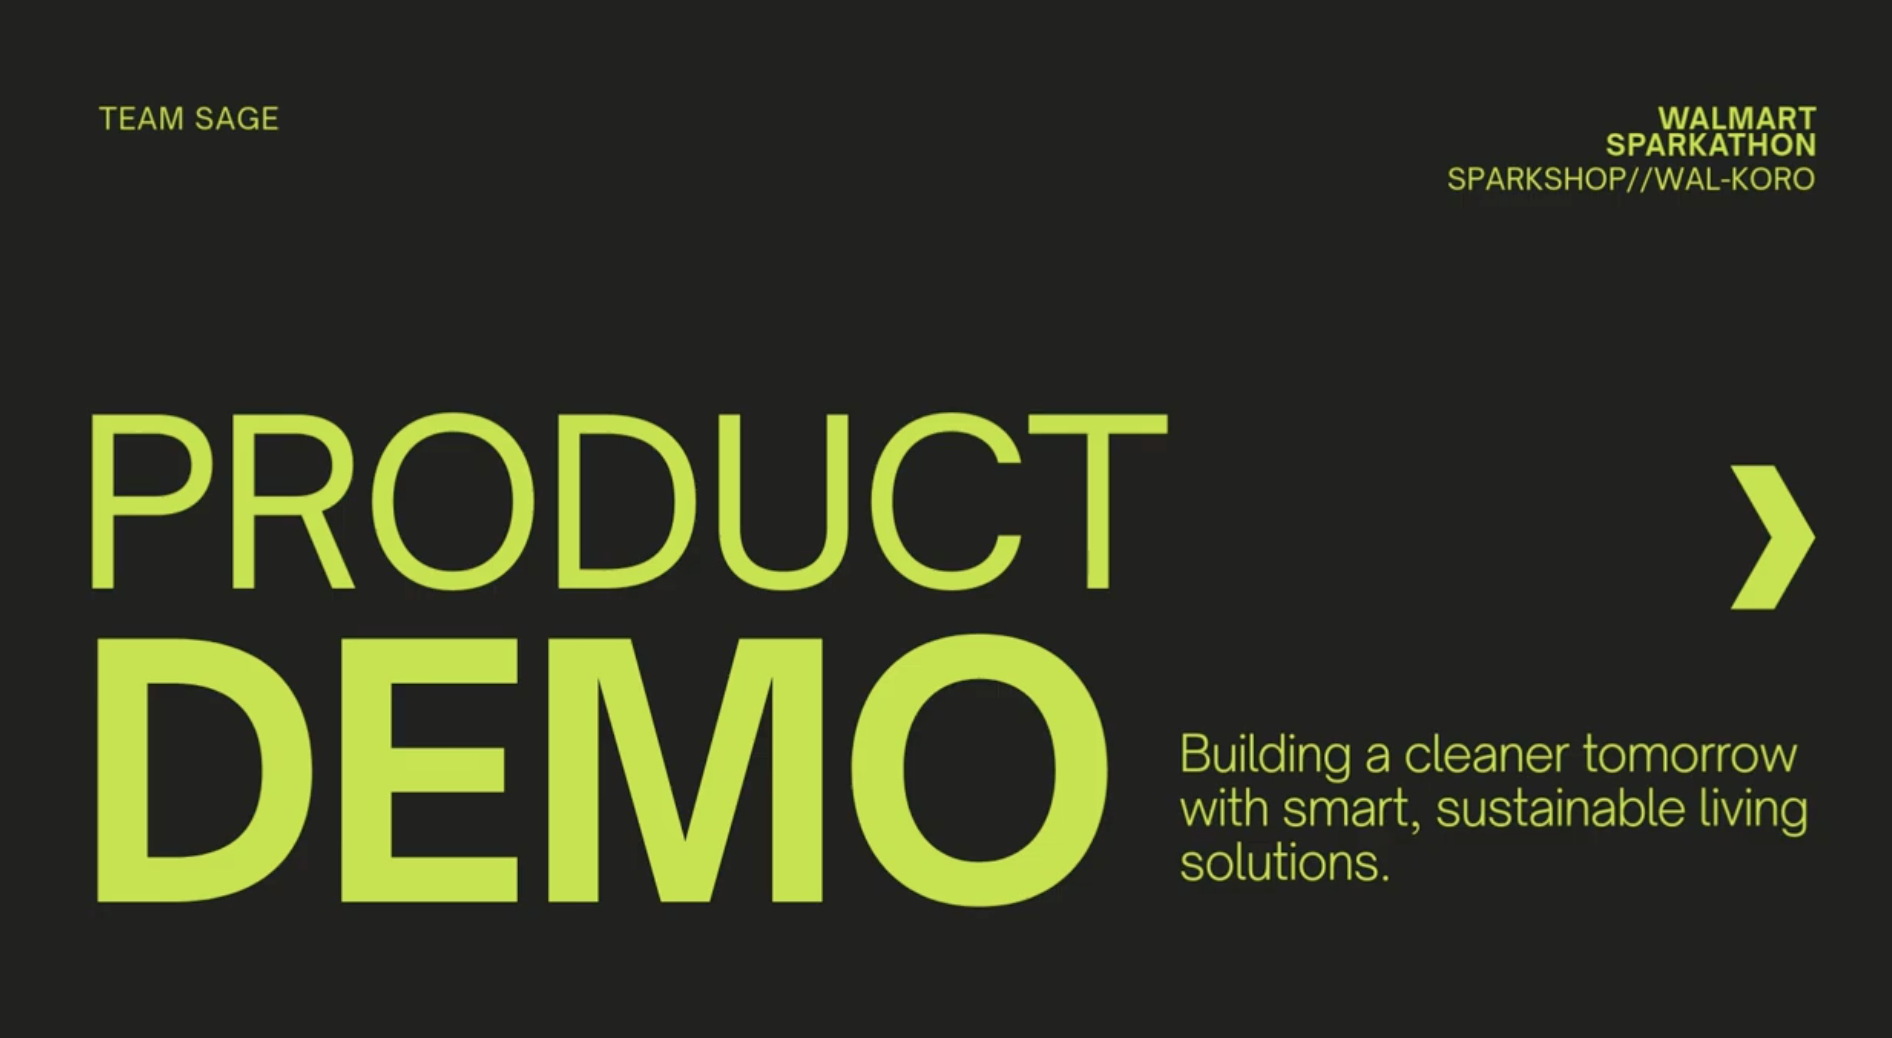 TEAM SAGE
WALMART
SPARKATHON
SPARKSHOP//WAL-KORO
PRODUCT
DEMO
Building a cleaner tomorrow
with smart, sustainable living
solutions.